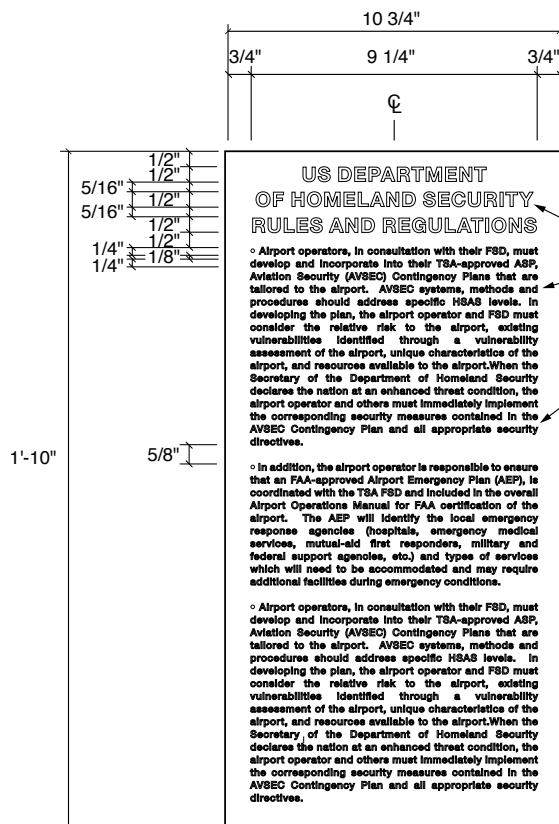 10 3/4"
3/4" 9 1/4" 3/4"
℄
1/2"
1/2"
5/16"
1/2"
5/16"
1/2"
1/2"
1/4"
1/8"
1/4"
5/8"
1'-10"
US DEPARTMENT
OF HOMELAND SECURITY
RULES AND REGULATIONS
° Airport operators, in consultation with their FSD, must
develop and incorporate into their TSA-approved ASP,
Aviation Security (AVSEC) Contingency Plans that are
tailored to the airport. AVSEC systems, methods and
procedures should address specific HSAS levels. In
developing the plan, the airport operator and FSD must
consider the relative risk to the airport, existing
vulnerabilities identified through a vulnerability
assessment of the airport, unique characteristics of the
airport, and resources available to the airport.When the
Secretary of the Department of Homeland Security
declares the nation at an enhanced threat condition, the
airport operator and others must immediately implement
the corresponding security measures contained in the
AVSEC Contingency Plan and all appropriate security
directives.
° In addition, the airport operator is responsible to ensure
that an FAA-approved Airport Emergency Plan (AEP), is
coordinated with the TSA FSD and included in the overall
Airport Operations Manual for FAA certification of the
airport. The AEP will identify the local emergency
response agencies (hospitals, emergency medical
services, mutual-aid first responders, military and
federal support agencies, etc.) and types of services
which will need to be accommodated and may require
additional facilities during emergency conditions.
° Airport operators, in consultation with their FSD, must
develop and incorporate into their TSA-approved ASP,
Aviation Security (AVSEC) Contingency Plans that are
tailored to the airport. AVSEC systems, methods and
procedures should address specific HSAS levels. In
developing the plan, the airport operator and FSD must
consider the relative risk to the airport, existing
vulnerabilities identified through a vulnerability
assessment of the airport, unique characteristics of the
airport, and resources available to the airport.When the
Secretary of the Department of Homeland Security
declares the nation at an enhanced threat condition, the
airport operator and others must immediately implement
the corresponding security measures contained in the
AVSEC Contingency Plan and all appropriate security
directives.